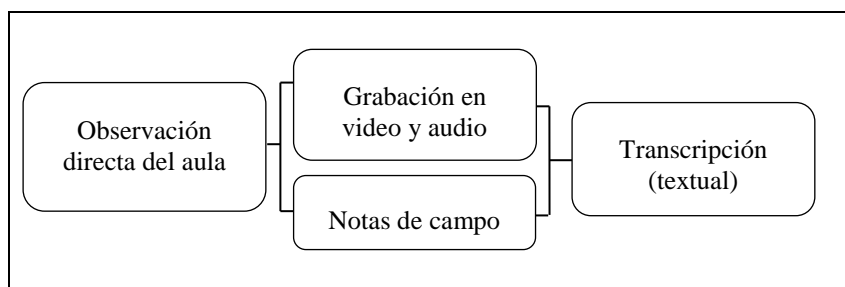 Observación
directa del aula
Grabación en
video y audio
Notas de campo
Transcripción
(textual)